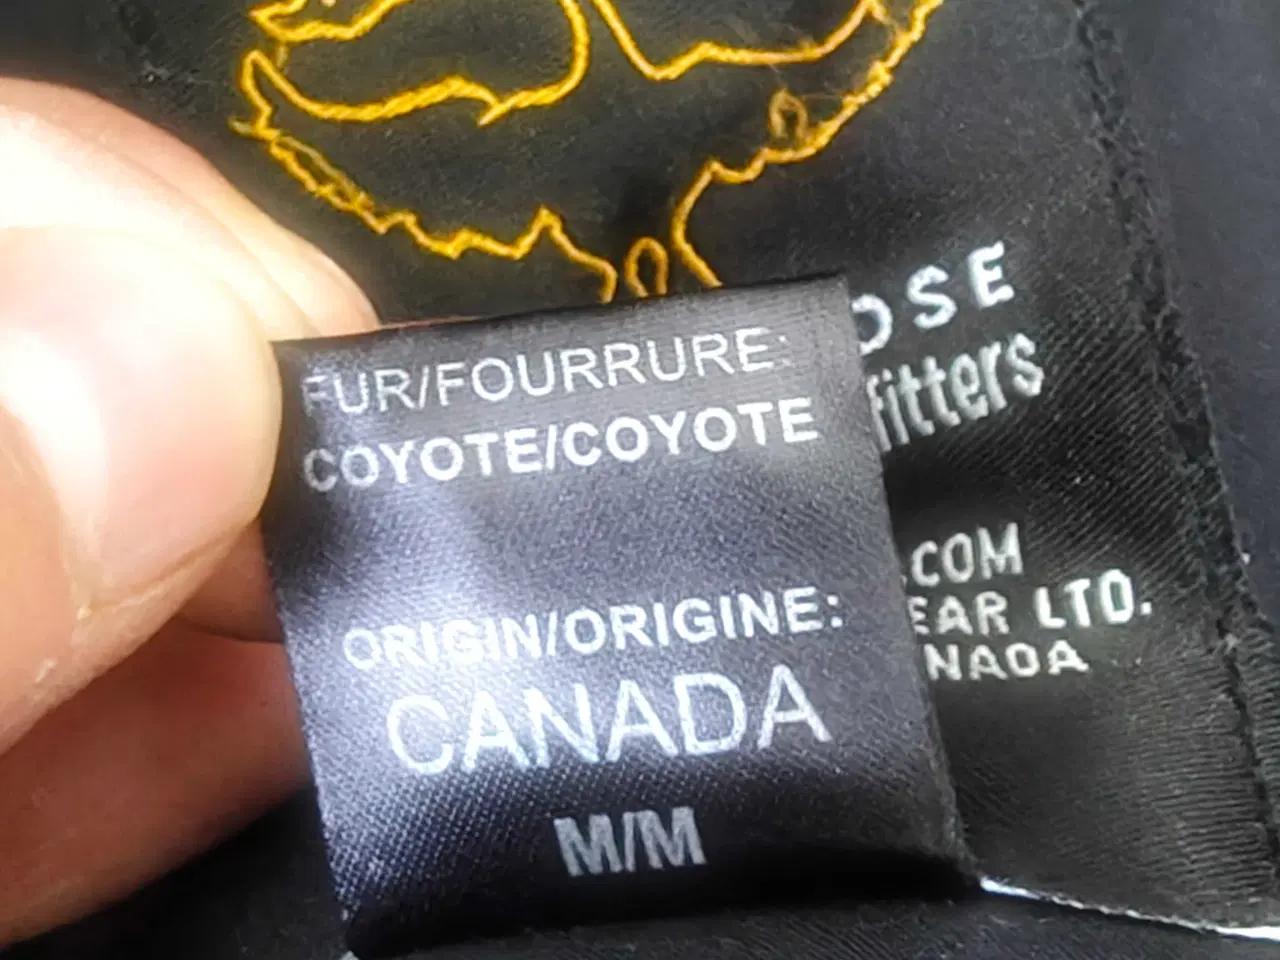 FUR/FOURRURE:
COYOTE/COYOTE
ORIGIN/ORIGINE:
CANADA
M/M
OSE
fitters
.COM
EAR LTD.
NADA